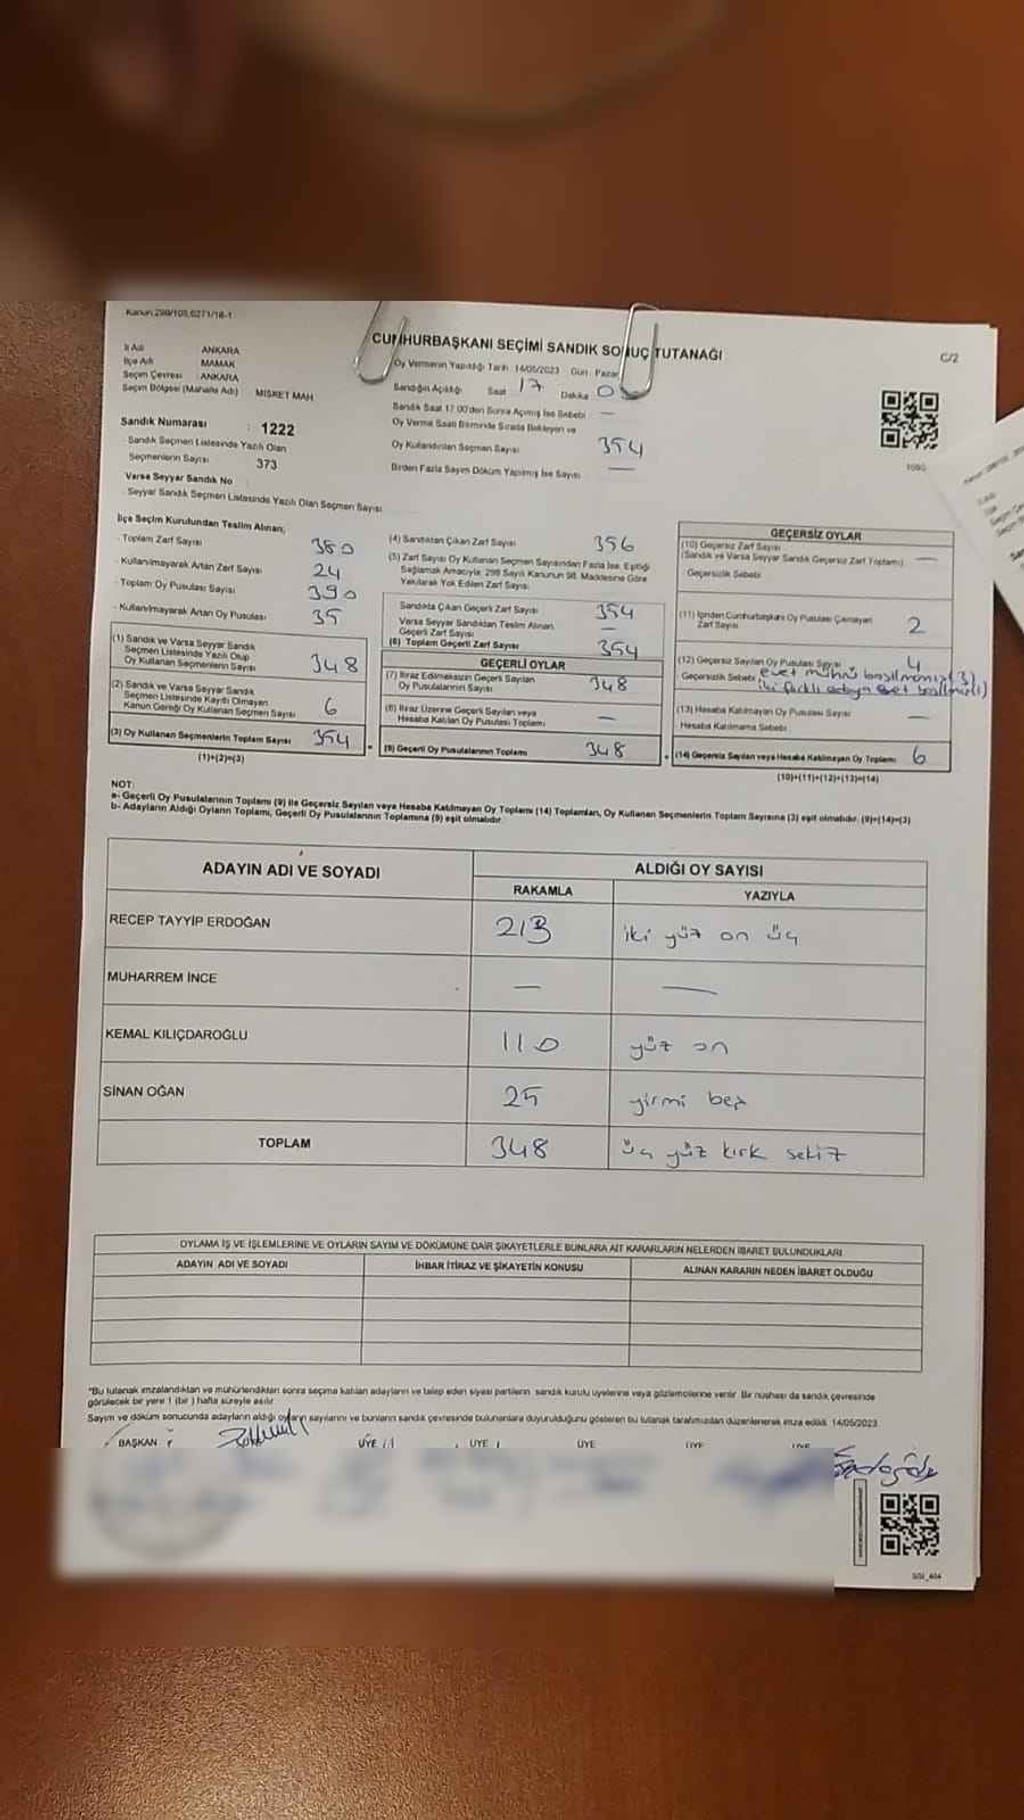 Kanun 298/105,6271/18-1
CUMHURBAŞKANI SEÇİMİ SANDIK SONUÇ TUTANAĞI
C/2
İl Adı ANKARA
İlçe Adı MAMAK
Seçim Çevresi : ANKARA
Seçim Bölgesi (Mahalle Adı) MISRET MAH
Oy Vermenin Yapıldığı Tarih 14/05/2023 Gün: Pazar
Sandığın Açıldığı Saat 17 Dakika
Sandık Saat 17:00'den Sonra Açılmış İse Sebebi —
Oy Verme Saati Bitiminde Sırada Bekleyen ve
Oy Kullandırılan Seçmen Sayısı 354
Birden Fazla Sayım Döküm Yapılmış İse Sayısı —
Sandık Numarası : 1222
Sandık Seçmen Listesinde Yazılı Olan
Seçmenlerin Sayısı 373
Varsa Seyyar Sandık No
Seyyar Sandık Seçmen Listesinde Yazılı Olan Seçmen Sayısı
İlçe Seçim Kurulundan Teslim Alınan;
- Toplam Zarf Sayısı 380
- Kullanılmayarak Artan Zarf Sayısı 24
- Toplam Oy Pusulası Sayısı 390
- Kullanılmayarak Artan Oy Pusulası 35
(1) Sandık ve Varsa Seyyar Sandık
Seçmen Listesinde Yazılı Olup
Oy Kullanan Seçmenlerin Sayısı 348
(2) Sandık ve Varsa Seyyar Sandık
Seçmen Listesinde Kayıtlı Olmayan
Kanun Gereği Oy Kullanan Seçmen Sayısı 6
(3) Oy Kullanan Seçmenlerin Toplam Sayısı 354
(1)+(2)=(3)
(4) Sandıktan Çıkan Zarf Sayısı 356
(5) Zarf Sayısı Oy Kullanan Seçmen Sayısından Fazla İse, Eşitliği
Sağlamak Amacıyla; 298 Sayılı Kanunun 98. Maddesine Göre
Yakılarak Yok Edilen Zarf Sayısı
Sandıkta Çıkan Geçerli Zarf Sayısı 354
Varsa Seyyar Sandıktan Teslim Alınan
Geçerli Zarf Sayısı —
(6) Toplam Geçerli Zarf Sayısı 354
GEÇERLİ OYLAR
(7) İtiraz Edilmeksizin Geçerli Sayılan
Oy Pusulalarının Sayısı 348
(8) İtiraz Üzerine Geçerli Sayılan veya
Hesaba Katılan Oy Pusulası Toplamı —
(9) Geçerli Oy Pusulalarının Toplamı 348
GEÇERSİZ OYLAR
(10) Geçersiz Zarf Sayısı —
(Sandık ve Varsa Seyyar Sandık Geçersiz Zarf Toplamı)
Geçersizlik Sebebi
(11) İçinden Cumhurbaşkanı Oy Pusulası Çıkmayan
Zarf Sayısı 2
(12) Geçersiz Sayılan Oy Pusulası Sayısı 4
Geçersizlik Sebebi evet mührü basılmamış (3)
iki farklı adaya evet basılmış(1)
(13) Hesaba Katılmayan Oy Pusulası Sayısı —
Hesaba Katılmama Sebebi
(14) Geçersiz Sayılan veya Hesaba Katılmayan Oy Toplamı 6
(10)+(11)+(12)+(13)=(14)
NOT:
a- Geçerli Oy Pusulalarının Toplamı (9) ile Geçersiz Sayılan veya Hesaba Katılmayan Oy Toplamı (14) Toplamları, Oy Kullanan Seçmenlerin Toplam Sayısına (3) eşit olmalıdır. (9)+(14)=(3)
b- Adayların Aldığı Oyların Toplamı, Geçerli Oy Pusulalarının Toplamına (9) eşit olmalıdır.
ADAYIN ADI VE SOYADI ALDIĞI OY SAYISI
RAKAMLA YAZIYLA
RECEP TAYYİP ERDOĞAN 213 iki yüz on üç
MUHARREM İNCE — —
KEMAL KILIÇDAROĞLU 110 yüz on
SİNAN OĞAN 25 yirmi beş
TOPLAM 348 üç yüz kırk sekiz
OYLAMA İŞ VE İŞLEMLERİNE VE OYLARIN SAYIM VE DÖKÜMÜNE DAİR ŞİKAYETLERLE BUNLARA AİT KARARLARIN NELERDEN İBARET BULUNDUKLARI
ADAYIN ADI VE SOYADI İHBAR İTİRAZ VE ŞİKAYETİN KONUSU ALINAN KARARIN NEDEN İBARET OLDUĞU
*Bu tutanak imzalandıktan ve mühürlendikten sonra seçime katılan adayların ve talep eden siyasi partilerin sandık kurulu üyelerine veya gözlemcilerine verilir. Bir nüshası da sandık çevresinde
görülecek bir yere 1 (bir) hafta süreyle asılır
Sayım ve döküm sonucunda adayların aldığı oyların sayılarını ve bunların sandık çevresinde bulunanlara duyurulduğunu gösteren bu tutanak tarafımızdan düzenlenerek imza edildi. 14/05/2023
BAŞKAN ÜYE ÜYE ÜYE